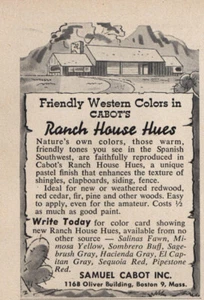 Friendly Western Colors in
CABOT'S
Ranch House Hues
Nature's own colors, those warm,
friendly tones you see in the Spanish
Southwest, are faithfully reproduced in
Cabot's Ranch House Hues, a unique
pastel finish that enhances the texture of
shingles, clapboards, siding, fence.
Ideal for new or weathered redwood,
red cedar, fir, pine and other woods. Easy
to apply, even for the amateur. Costs ½
as much as good paint.
Write Today for color card showing
new Ranch House Hues, available from no
other source — Salinas Fawn, Mi-
mosa Yellow, Sombrero Buff, Sage-
brush Gray, Hacienda Gray, El Cap-
itan Gray, Sequoia Red, Pipestone
Red.
SAMUEL CABOT INC.
1168 Oliver Building, Boston 9, Mass.